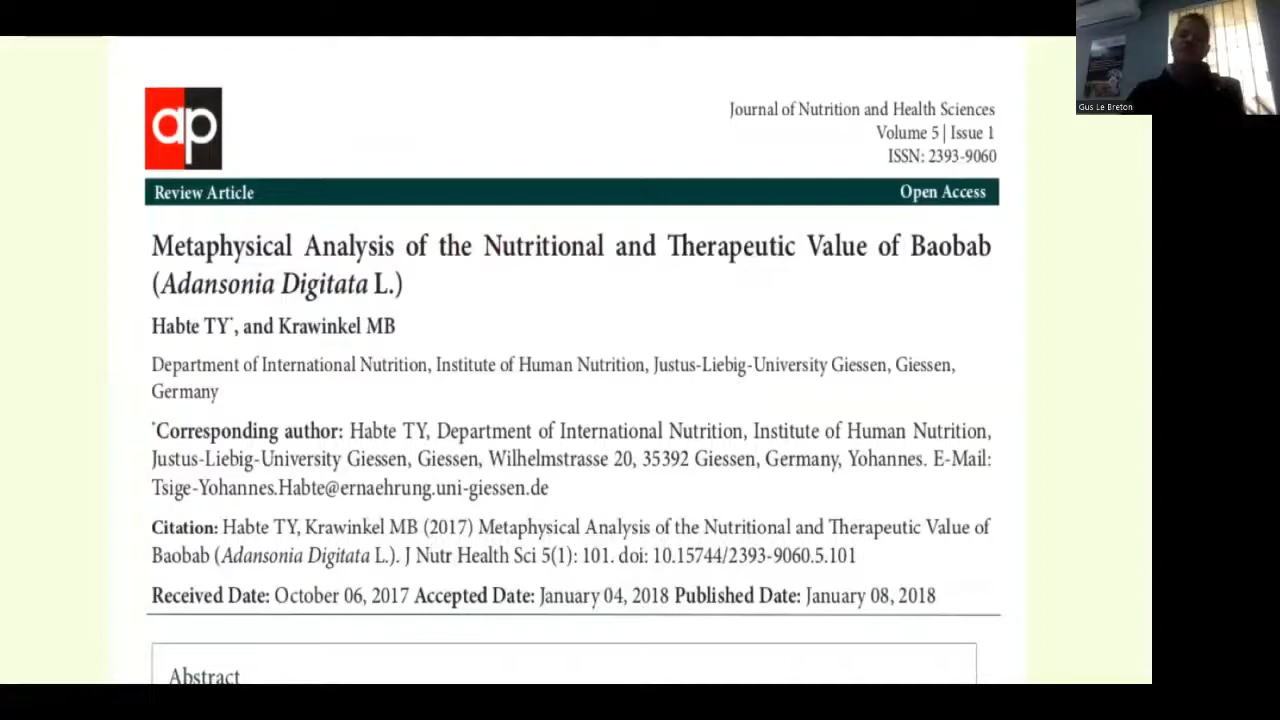 ap
Journal of Nutrition and Health Sciences
Volume 5 | Issue 1
ISSN: 2393-9060
Review Article
Open Access
Metaphysical Analysis of the Nutritional and Therapeutic Value of Baobab
(Adansonia Digitata L.)
Habte TY*, and Krawinkel MB
Department of International Nutrition, Institute of Human Nutrition, Justus-Liebig-University Giessen, Giessen,
Germany
*Corresponding author: Habte TY, Department of International Nutrition, Institute of Human Nutrition,
Justus-Liebig-University Giessen, Giessen, Wilhelmstrasse 20, 35392 Giessen, Germany, Yohannes. E-Mail:
Tsige-Yohannes.Habte@ernaehrung.uni-giessen.de
Citation: Habte TY, Krawinkel MB (2017) Metaphysical Analysis of the Nutritional and Therapeutic Value of
Baobab (Adansonia Digitata L.). J Nutr Health Sci 5(1): 101. doi: 10.15744/2393-9060.5.101
Received Date: October 06, 2017 Accepted Date: January 04, 2018 Published Date: January 08, 2018
Abstract
Gus Le Breton